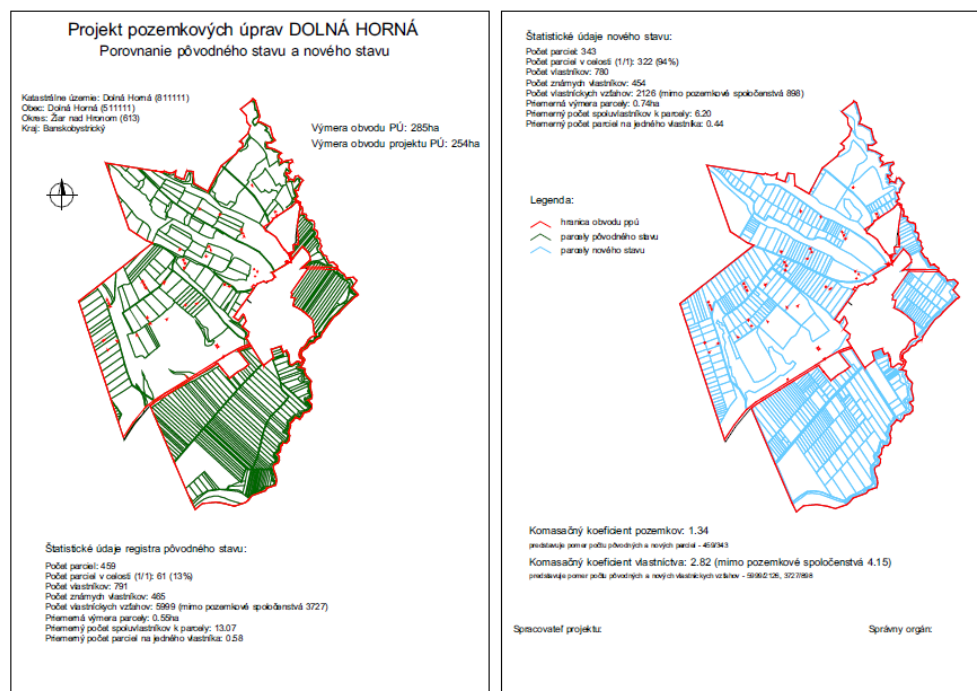 Projekt pozemkových úprav DOLNÁ HORNÁ
Porovnanie pôvodného stavu a nového stavu
Katastrálne územie: Dolná Horná (811111)
Obec: Dolná Horná (511111)
Okres: Žiar nad Hronom (613)
Kraj: Banskobystrický
Výmera obvodu PÚ: 285ha
Výmera obvodu projektu PÚ: 254ha
Štatistické údaje registra pôvodného stavu:
Počet parciel: 459
Počet parciel v celosti (1/1): 61 (13%)
Počet vlastníkov: 791
Počet známych vlastníkov: 465
Počet vlastníckych vzťahov: 5999 (mimo pozemkové spoločenstvá 3727)
Priemerná výmera parcely: 0.55ha
Priemerný počet spoluvlastníkov k parcely: 13.07
Priemerný počet parciel na jedného vlastníka: 0.58
Štatistické údaje nového stavu:
Počet parciel: 343
Počet parciel v celosti (1/1): 322 (94%)
Počet vlastníkov: 780
Počet známych vlastníkov: 454
Počet vlastníckych vzťahov: 2126 (mimo pozemkové spoločenstvá 898)
Priemerná výmera parcely: 0.74ha
Priemerný počet spoluvlastníkov k parcely: 6.20
Priemerný počet parciel na jedného vlastníka: 0.44
Legenda:
hranica obvodu ppú
parcely pôvodného stavu
parcely nového stavu
Komasačný koeficient pozemkov: 1.34
predstavuje pomer počtu pôvodných a nových parciel - 459/343
Komasačný koeficient vlastníctva: 2.82 (mimo pozemkové spoločenstvá 4.15)
predstavuje pomer počtu pôvodných a nových vlastníckych vzťahov - 5999/2126, 3727/898
Spracovateľ projektu:
Správny orgán: